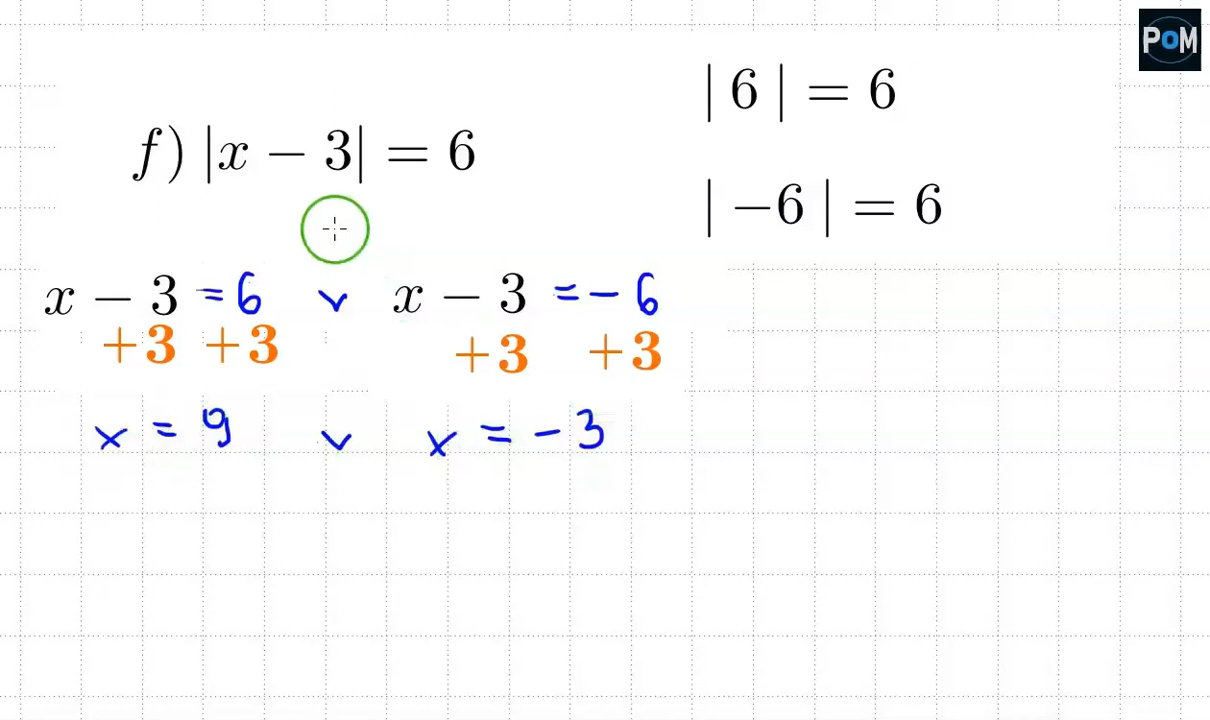 PoM
| 6 | = 6
f) |x − 3| = 6
| −6 | = 6
x − 3 = 6 v x − 3 = − 6
+3 +3 +3 +3
x = 9 v x = − 3